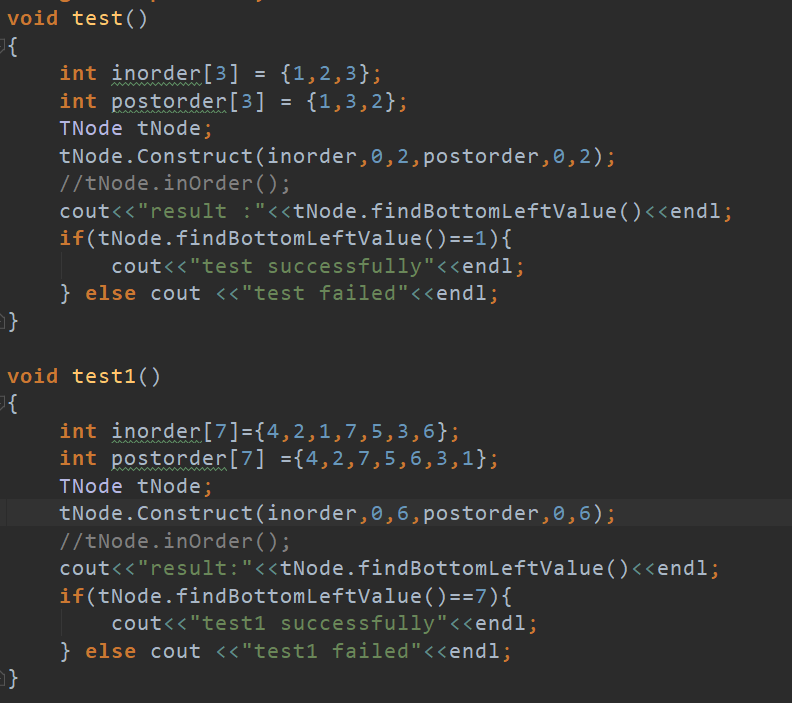 void test()
{
    int inorder[3] = {1,2,3};
    int postorder[3] = {1,3,2};
    TNode tNode;
    tNode.Construct(inorder,0,2,postorder,0,2);
    //tNode.inOrder();
    cout<<"result :"<<tNode.findBottomLeftValue()<<endl;
    if(tNode.findBottomLeftValue()==1){
        cout<<"test successfully"<<endl;
    } else cout <<"test failed"<<endl;
}

void test1()
{
    int inorder[7]={4,2,1,7,5,3,6};
    int postorder[7] ={4,2,7,5,6,3,1};
    TNode tNode;
    tNode.Construct(inorder,0,6,postorder,0,6);
    //tNode.inOrder();
    cout<<"result:"<<tNode.findBottomLeftValue()<<endl;
    if(tNode.findBottomLeftValue()==7){
        cout<<"test1 successfully"<<endl;
    } else cout <<"test1 failed"<<endl;
}